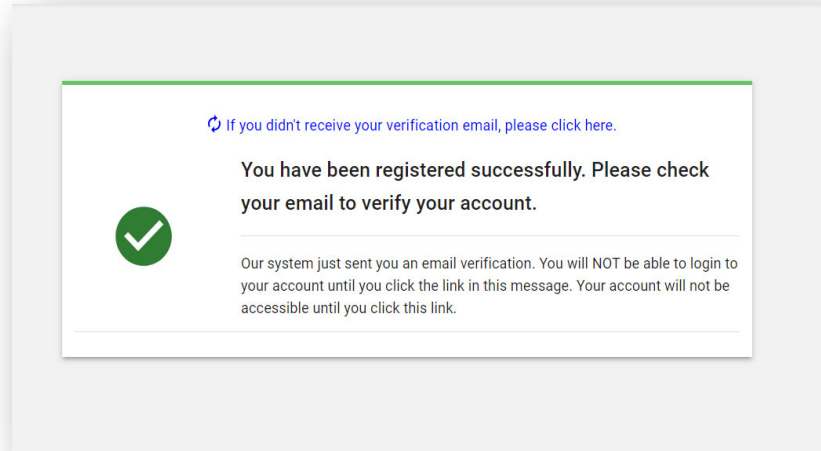 If you didn't receive your verification email, please click here.
You have been registered successfully. Please check
your email to verify your account.
Our system just sent you an email verification. You will NOT be able to login to
your account until you click the link in this message. Your account will not be
accessible until you click this link.